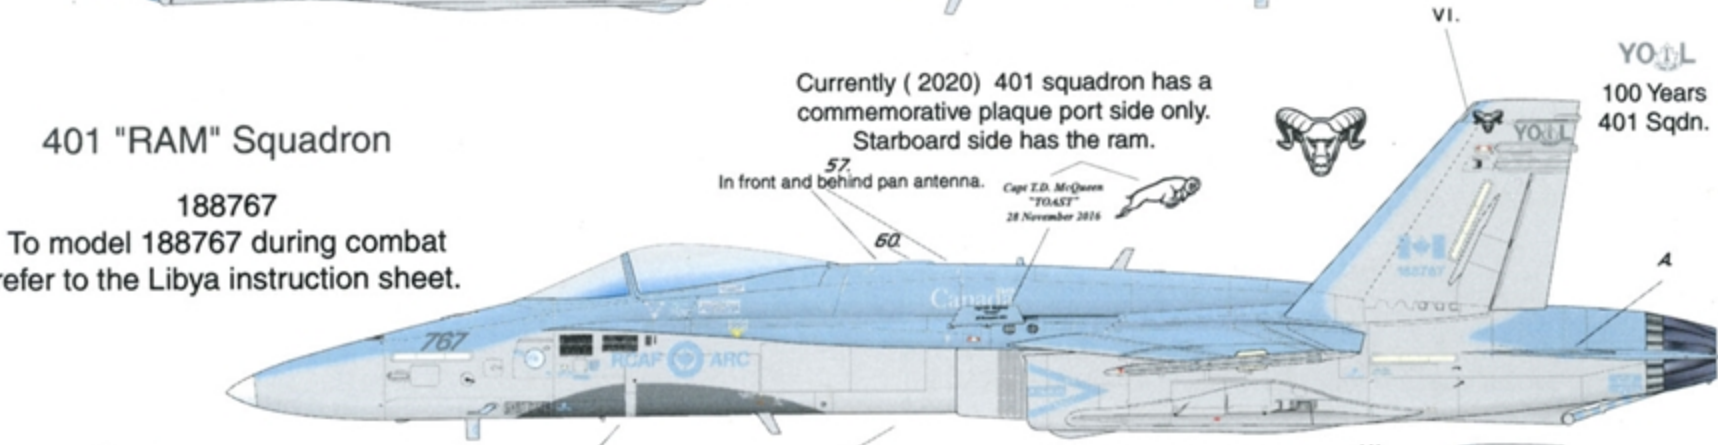 401 "RAM" Squadron
188767
To model 188767 during combat
refer to the Libya instruction sheet.
Currently ( 2020) 401 squadron has a
commemorative plaque port side only.
Starboard side has the ram.
57.
In front and behind pan antenna.
60.
Capt T.D. McQueen
"TOAST"
28 November 2016
VI.
YO L
100 Years
401 Sqdn.
YO L
188767
A.
Canada
767
RCAF ARC